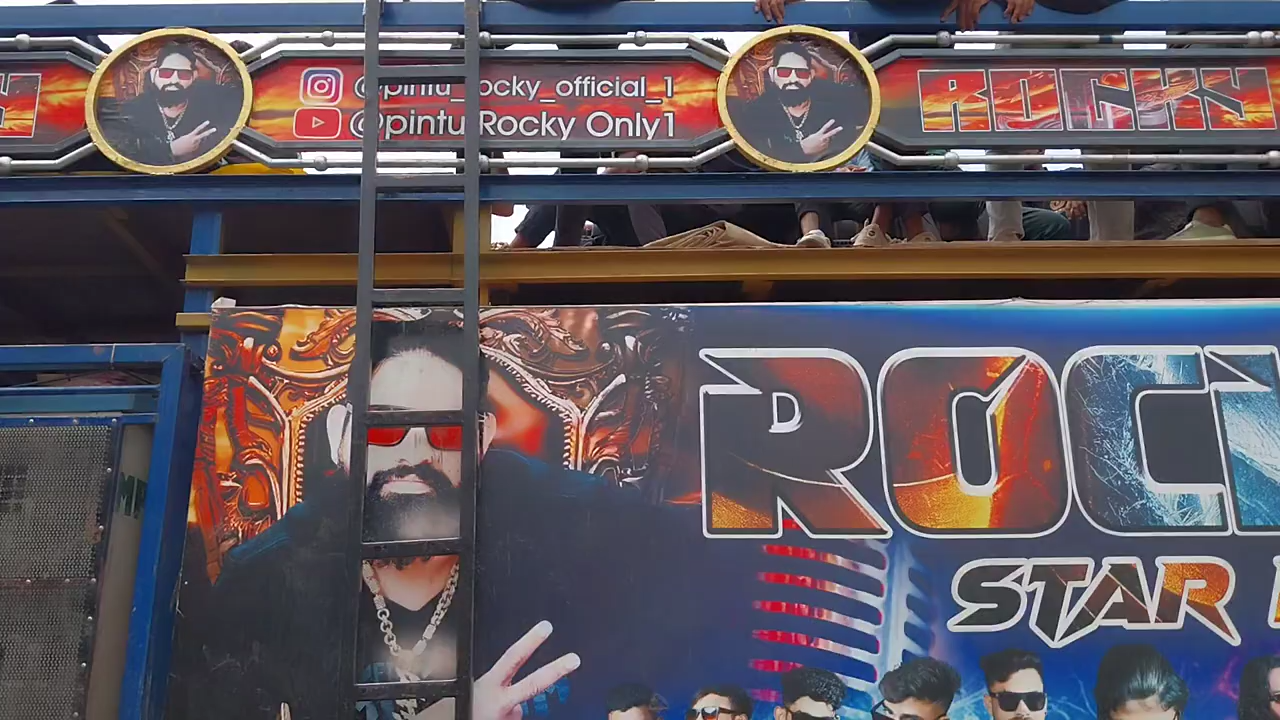 @pintu_rocky_official_1
@pintu Rocky Only1
ROCKY
ROC
STAR